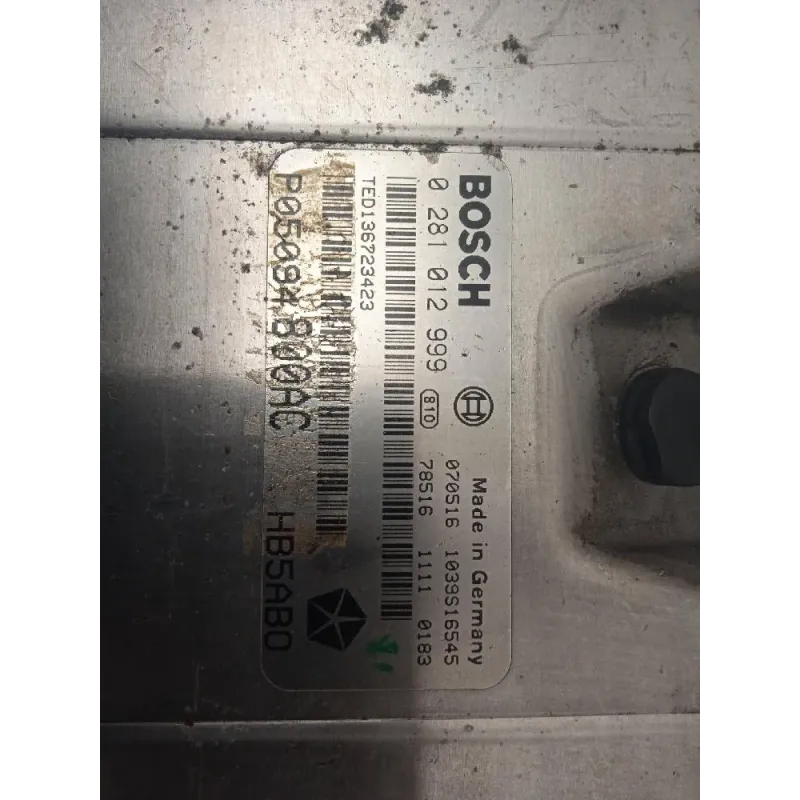 BOSCH
0 281 012 999
810
Made in Germany
070516 1039S16545
78516 1111 0183
TED136723423
P05094800AC HB5AB0